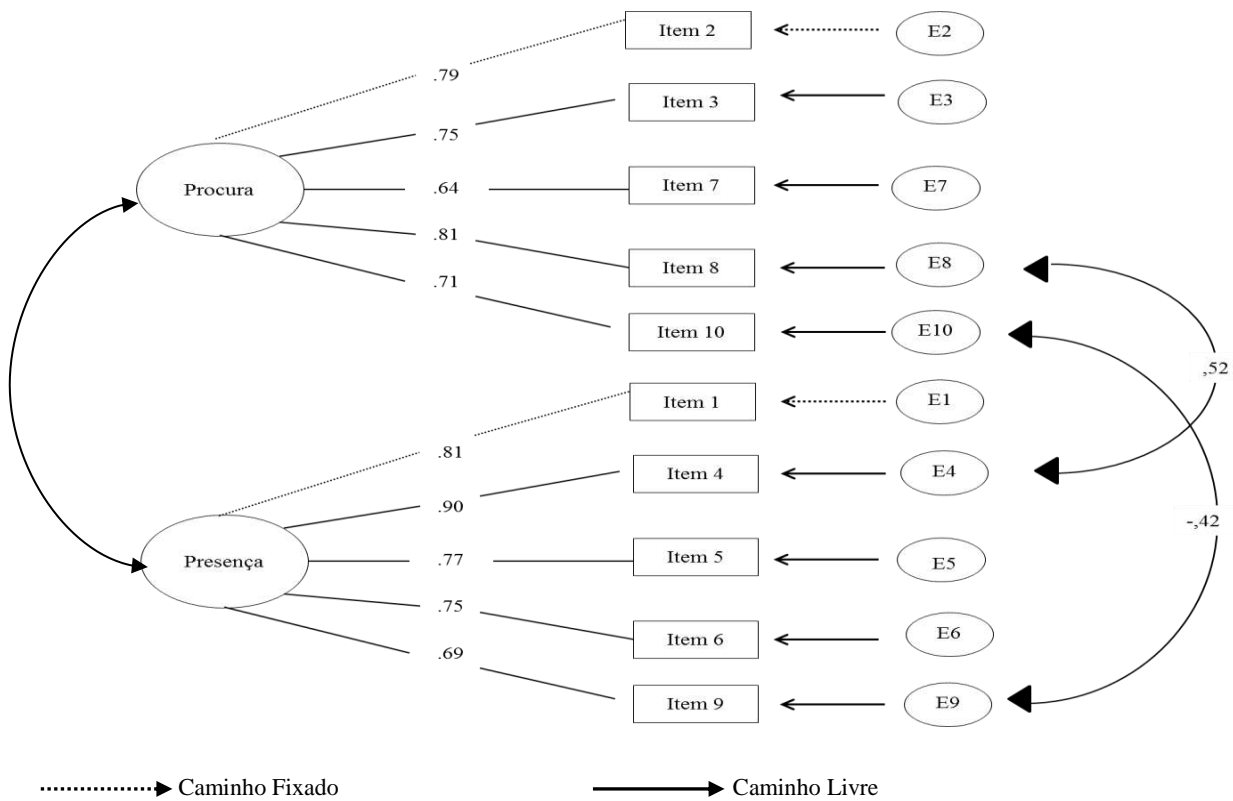 Item 2
E2
.79
Item 3
E3
.75
Procura
.64
Item 7
E7
.81
Item 8
E8
.71
Item 10
E10
,52
Item 1
E1
.81
Item 4
E4
.90
-,42
Presença
.77
Item 5
E5
.75
Item 6
E6
.69
Item 9
E9
Caminho Fixado
Caminho Livre